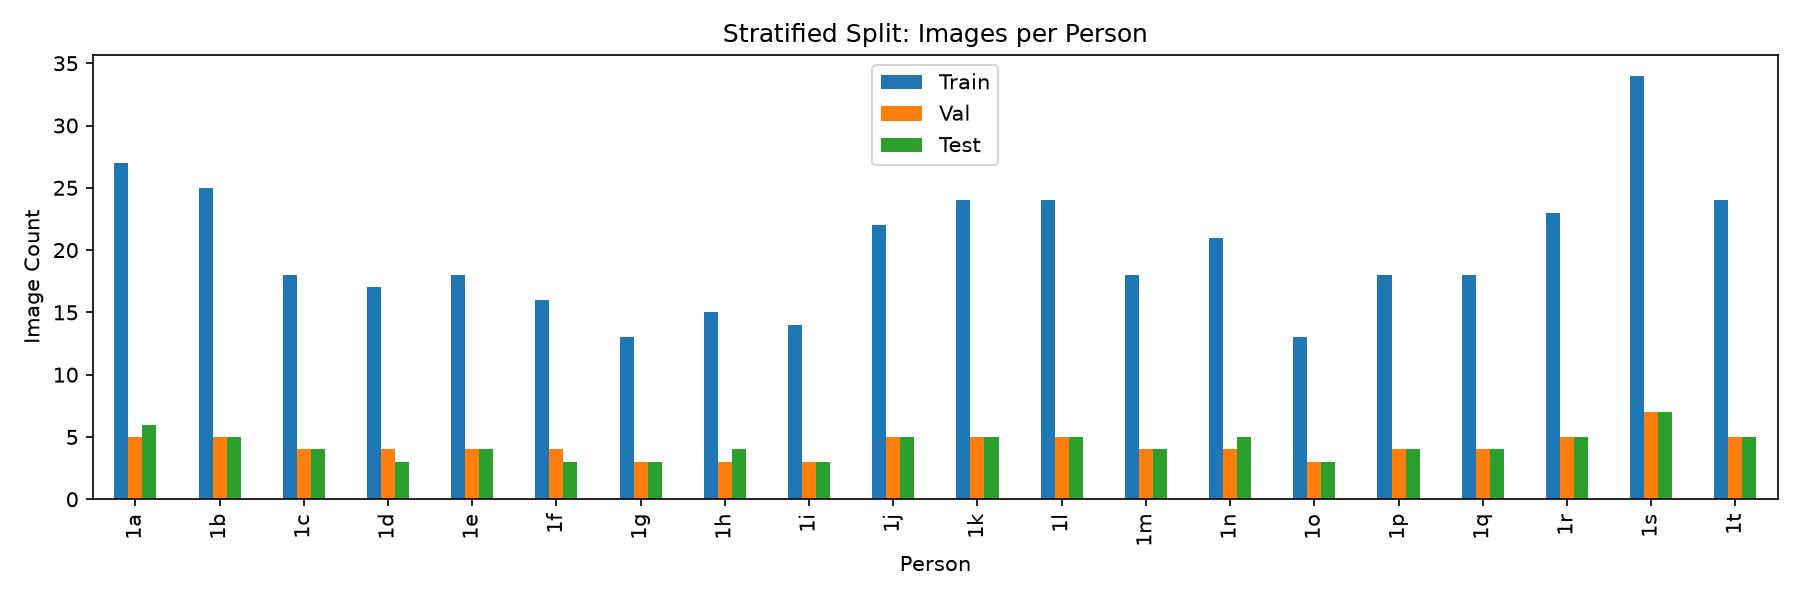 Stratified Split: Images per Person
Train
Val
Test
Image Count
35
30
25
20
15
10
5
0
1a
1b
1c
1d
1e
1f
1g
1h
1i
1j
1k
1l
1m
1n
1o
1p
1q
1r
1s
1t
Person